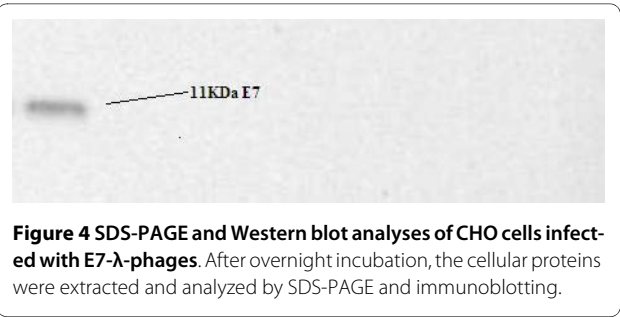 11KDa E7
Figure 4 SDS-PAGE and Western blot analyses of CHO cells infect-
ed with E7-λ-phages. After overnight incubation, the cellular proteins
were extracted and analyzed by SDS-PAGE and immunoblotting.